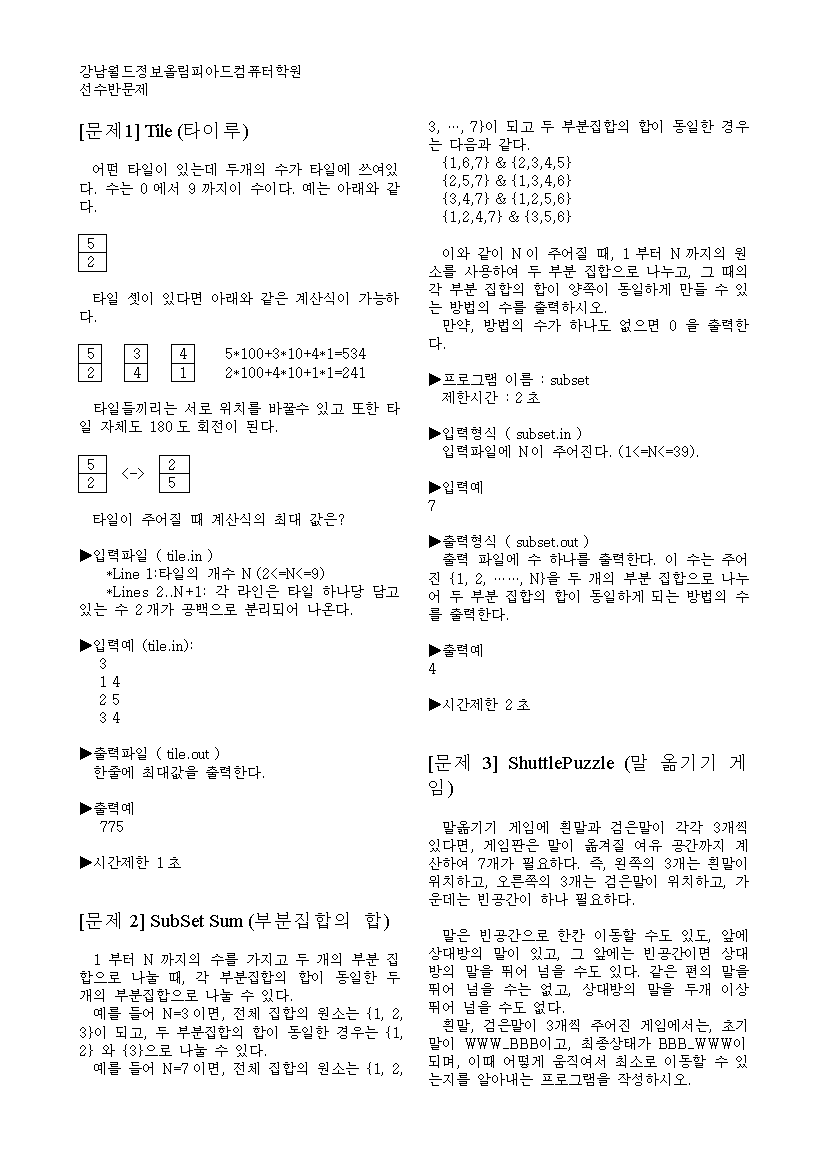 강남월드정보올림피아드컴퓨터학원
선수반문제
[문제1] Tile (타이루)
어떤 타일이 있는데 두개의 수가 타일에 쓰여있
다. 수는 0 에서 9 까지이 수이다. 예는 아래와 같
다.
5
2
타일 셋이 있다면 아래와 같은 계산식이 가능하
다.
5 3 4 5*100+3*10+4*1=534
2 4 1 2*100+4*10+1*1=241
타일들끼리는 서로 위치를 바꿀수 있고 또한 타
일 자체도 180 도 회전이 된다.
5 <-> 2
2 5
타일이 주어질 때 계산식의 최대 값은?
▶입력파일 ( tile.in )
*Line 1:타일의 개수 N (2<=N<=9)
*Lines 2..N+1: 각 라인은 타일 하나당 담고
있는 수 2 개가 공백으로 분리되어 나온다.
▶입력예 (tile.in):
3
1 4
2 5
3 4
▶출력파일 ( tile.out )
한줄에 최대값을 출력한다.
▶출력예
775
▶시간제한 1 초
[문제 2] SubSet Sum (부분집합의 합)
1 부터 N 까지의 수를 가지고 두 개의 부분 집
합으로 나눌 때, 각 부분집합의 합이 동일한 두
개의 부분집합으로 나눌 수 있다.
예를 들어 N=3 이면, 전체 집합의 원소는 {1, 2,
3}이 되고, 두 부분집합의 합이 동일한 경우는 {1,
2} 와 {3}으로 나눌 수 있다.
예를 들어 N=7 이면, 전체 집합의 원소는 {1, 2,
3, …, 7}이 되고 두 부분집합의 합이 동일한 경우
는 다음과 같다.
{1,6,7} & {2,3,4,5}
{2,5,7} & {1,3,4,6}
{3,4,7} & {1,2,5,6}
{1,2,4,7} & {3,5,6}
이와 같이 N 이 주어질 때, 1 부터 N 까지의 원
소를 사용하여 두 부분 집합으로 나누고, 그 때의
각 부분 집합의 합이 양쪽이 동일하게 만들 수 있
는 방법의 수를 출력하시오.
만약, 방법의 수가 하나도 없으면 0 을 출력한
다.
▶프로그램 이름 : subset
제한시간 : 2 초
▶입력형식 ( subset.in )
입력파일에 N 이 주어진다. (1<=N<=39).
▶입력예
7
▶출력형식 ( subset.out )
출력 파일에 수 하나를 출력한다. 이 수는 주어
진 {1, 2, ……, N}을 두 개의 부분 집합으로 나누
어 두 부분 집합의 합이 동일하게 되는 방법의 수
를 출력한다.
▶출력예
4
▶시간제한 2 초
[문제 3] ShuttlePuzzle (말 옮기기 게
임)
말옮기기 게임에 흰말과 검은말이 각각 3개씩
있다면, 게임판은 말이 옮겨질 여유 공간까지 계
산하여 7개가 필요하다. 즉, 왼쪽의 3개는 흰말이
위치하고, 오른쪽의 3개는 검은말이 위치하고, 가
운데는 빈공간이 하나 필요하다.
말은 빈공간으로 한칸 이동할 수도 있도, 앞에
상대방의 말이 있고, 그 앞에는 빈공간이면 상대
방의 말을 뛰어 넘을 수도 있다. 같은 편의 말을
뛰어 넘을 수는 없고, 상대방의 말을 두개 이상
뛰어 넘을 수도 없다.
흰말, 검은말이 3개씩 주어진 게임에서는, 초기
말이 WWW_BBB이고, 최종상태가 BBB_WWW이
되며, 이때 어떻게 움직여서 최소로 이동할 수 있
는지를 알아내는 프로그램을 작성하시오.